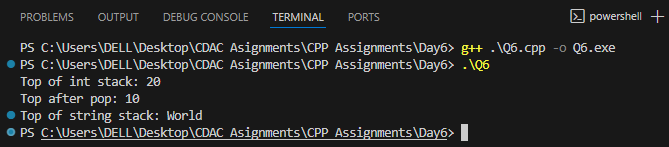 PROBLEMS OUTPUT DEBUG CONSOLE TERMINAL PORTS powershell
PS C:\Users\DELL\Desktop\CDAC Asignments\CPP Assignments\Day6> g++ .\Q6.cpp -o Q6.exe
PS C:\Users\DELL\Desktop\CDAC Asignments\CPP Assignments\Day6> .\Q6
Top of int stack: 20
Top after pop: 10
Top of string stack: World
PS C:\Users\DELL\Desktop\CDAC Asignments\CPP Assignments\Day6>